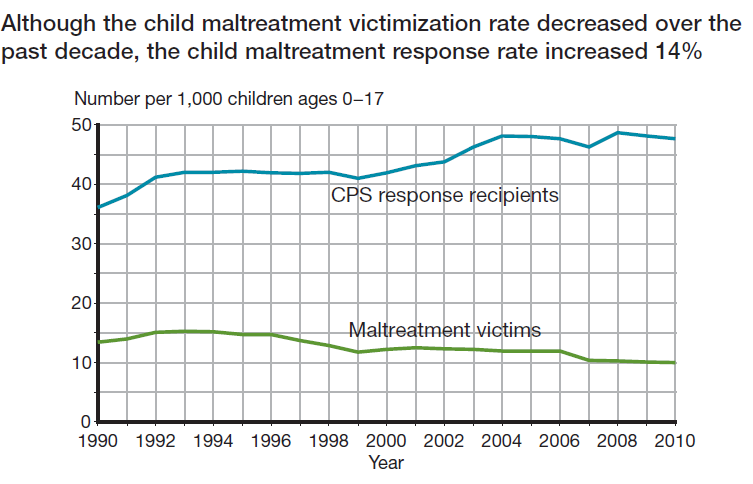 Although the child maltreatment victimization rate decreased over the
past decade, the child maltreatment response rate increased 14%
Number per 1,000 children ages 0–17
50
40
CPS response recipients
30
20
Maltreatment victims
10
0
1990 1992 1994 1996 1998 2000 2002 2004 2006 2008 2010
Year